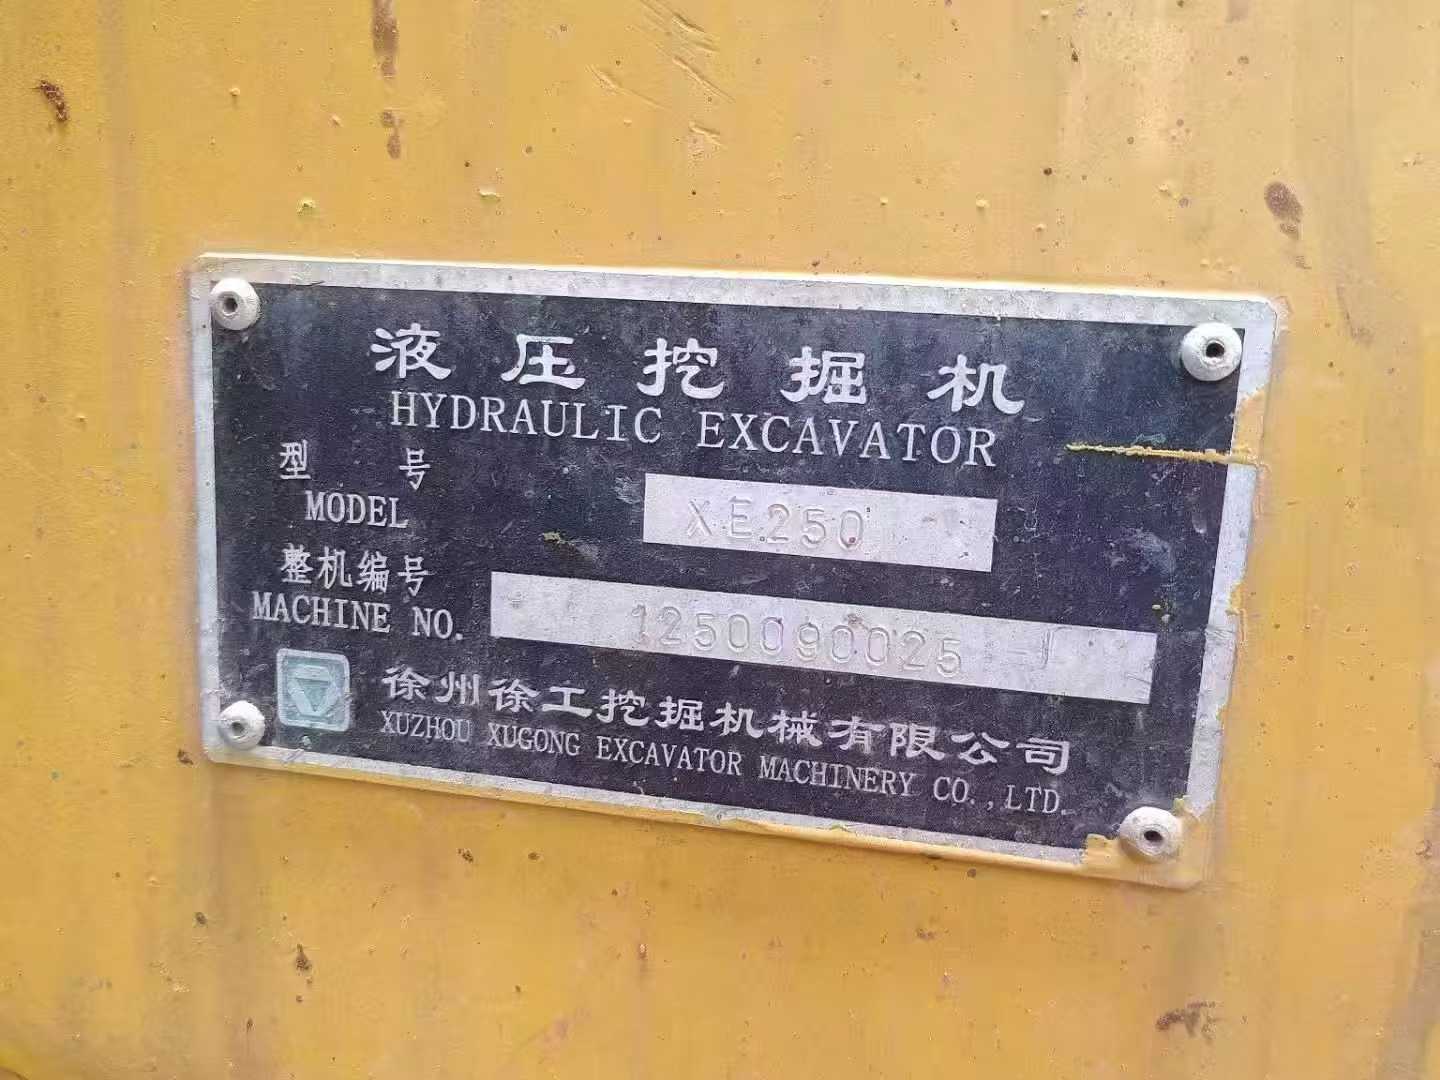 液压挖掘机
HYDRAULIC EXCAVATOR
型 号
MODEL
XE250
整机编号
MACHINE NO.
1250090025
徐州徐工挖掘机械有限公司
XUZHOU XUGONG EXCAVATOR MACHINERY CO.,LTD.